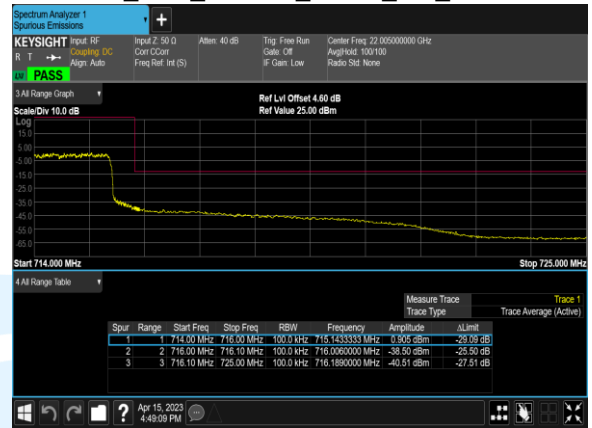 Spectrum Analyzer 1
Spurious Emissions
KEYSIGHT Input: RF Input Z: 50 Ω Atten: 40 dB Trig: Free Run Center Freq: 22.005000000 GHz
R T Coupling: DC Corr CCorr Gate: Off Avg|Hold: 100/100
Align: Auto Freq Ref: Int (S) IF Gain: Low Radio Std: None
PASS
3 All Range Graph
Ref Lvl Offset 4.60 dB
Scale/Div 10.0 dB Ref Value 25.00 dBm
Log
15.0
5.00
-5.00
-15.0
-25.0
-35.0
-45.0
-55.0
-65.0
Start 714.000 MHz Stop 725.000 MHz
4 All Range Table
Measure Trace Trace 1
Trace Type Trace Average (Active)
Spur Range Start Freq Stop Freq RBW Frequency Amplitude ΔLimit
1 1 714.00 MHz 716.00 MHz 100.0 kHz 715.1433333 MHz 0.905 dBm -29.09 dB
2 2 716.00 MHz 716.10 MHz 100.0 kHz 716.0060000 MHz -38.50 dBm -25.50 dB
3 3 716.10 MHz 725.00 MHz 100.0 kHz 716.1890000 MHz -40.51 dBm -27.51 dB
Apr 15, 2023
4:49:09 PM